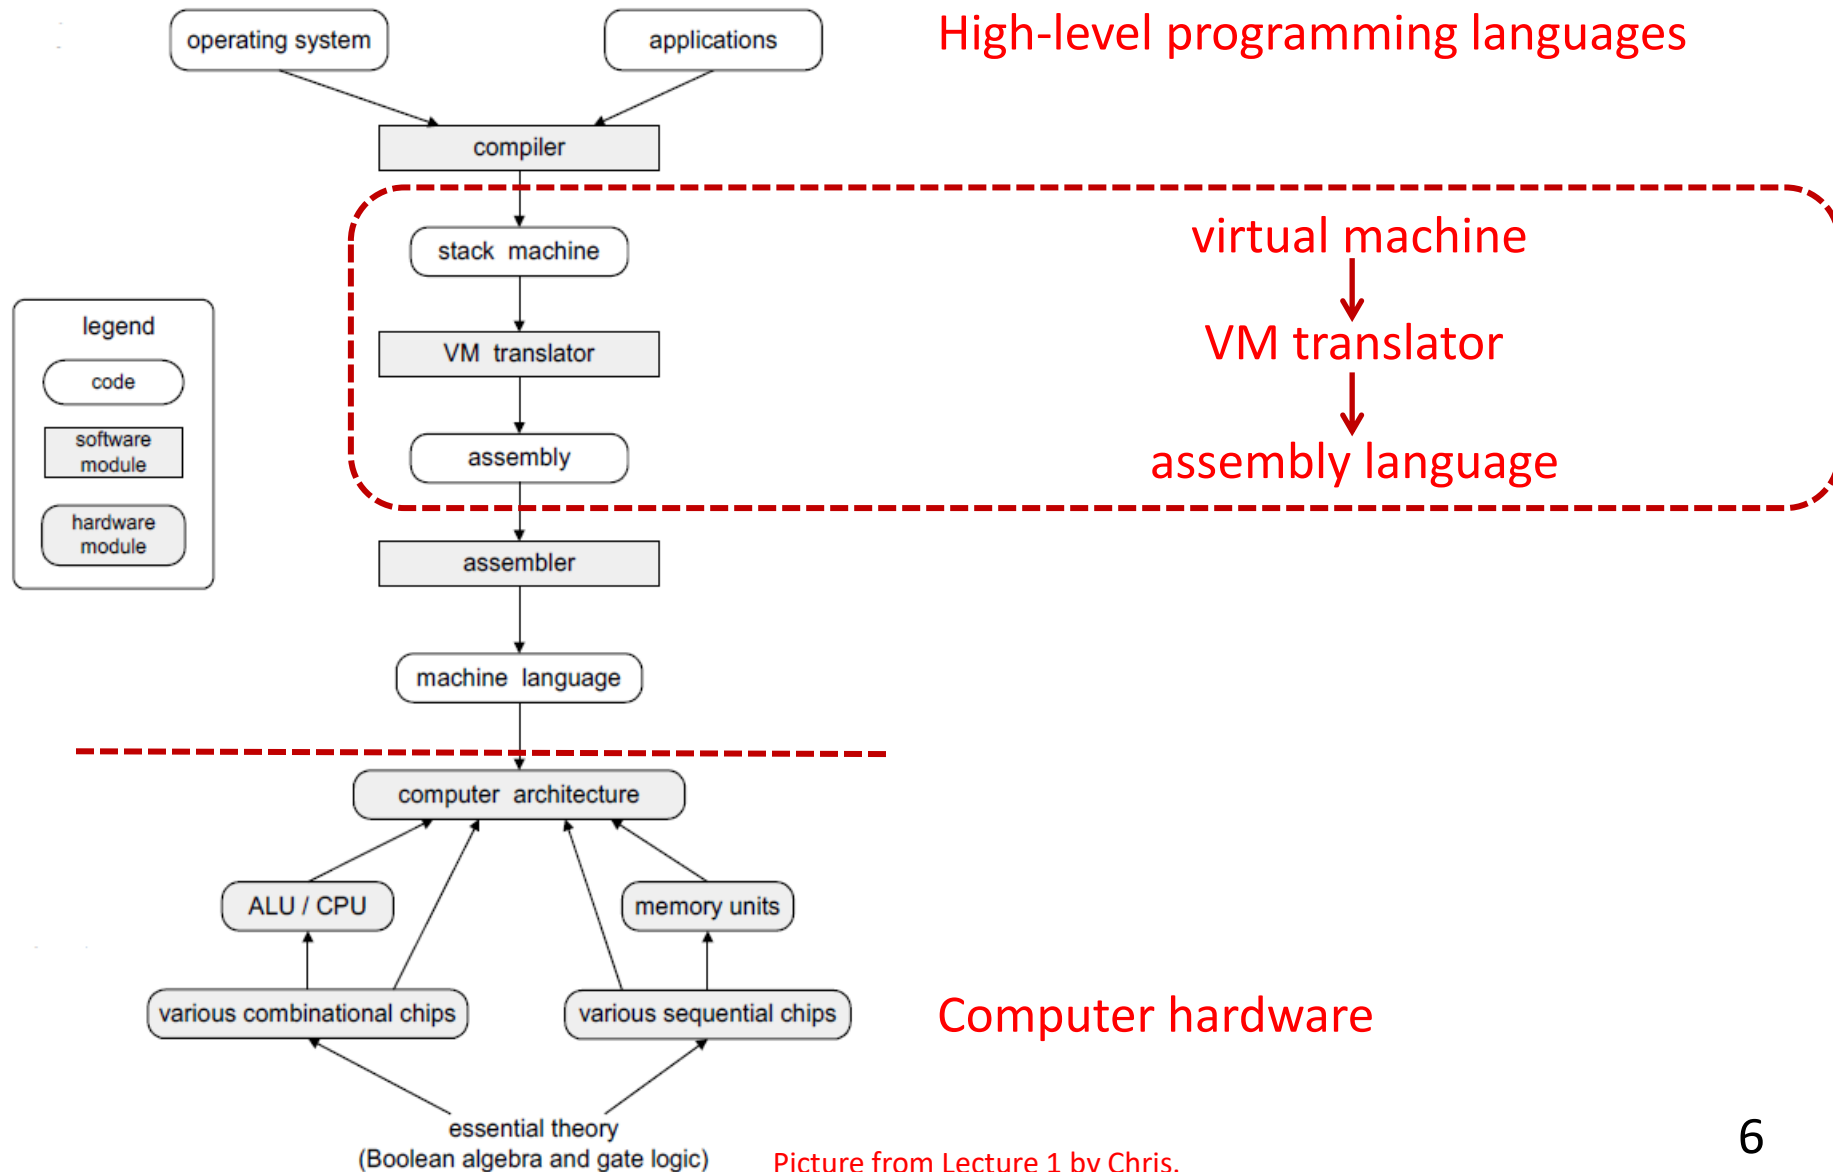 operating system
applications
High-level programming languages
compiler
stack machine
virtual machine
VM translator
VM translator
assembly
assembly language
legend
code
software
module
hardware
module
assembler
machine language
computer architecture
ALU / CPU
memory units
various combinational chips
various sequential chips
Computer hardware
essential theory
(Boolean algebra and gate logic)
Picture from Lecture 1 by Chris.
6